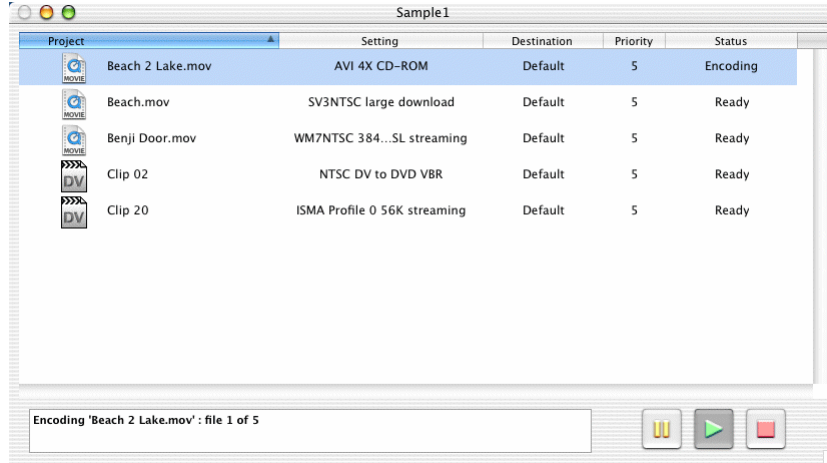 Sample1
Project Setting Destination Priority Status
MOVIE Beach 2 Lake.mov AVI 4X CD-ROM Default 5 Encoding
MOVIE Beach.mov SV3NTSC large download Default 5 Ready
MOVIE Benji Door.mov WM7NTSC 384...SL streaming Default 5 Ready
DV Clip 02 NTSC DV to DVD VBR Default 5 Ready
DV Clip 20 ISMA Profile 0 56K streaming Default 5 Ready
Encoding 'Beach 2 Lake.mov' : file 1 of 5